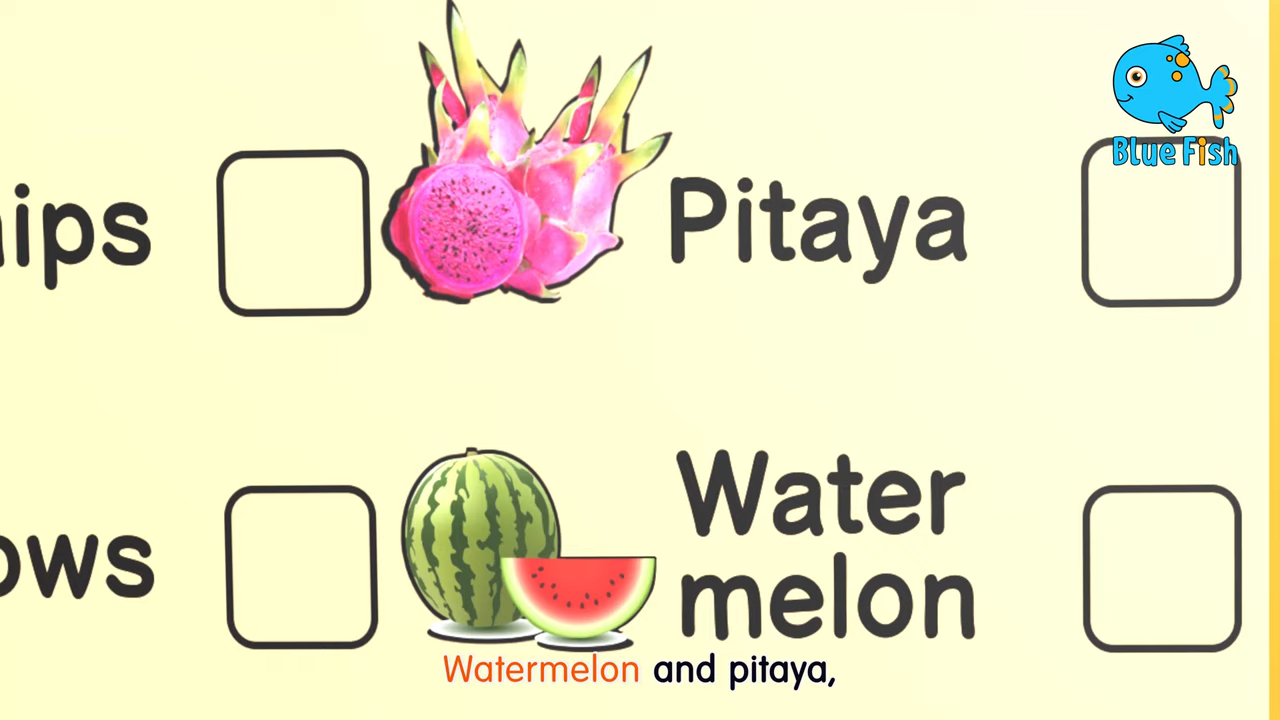 Blue Fish
ips
Pitaya
ows
Water
melon
Watermelon and pitaya,